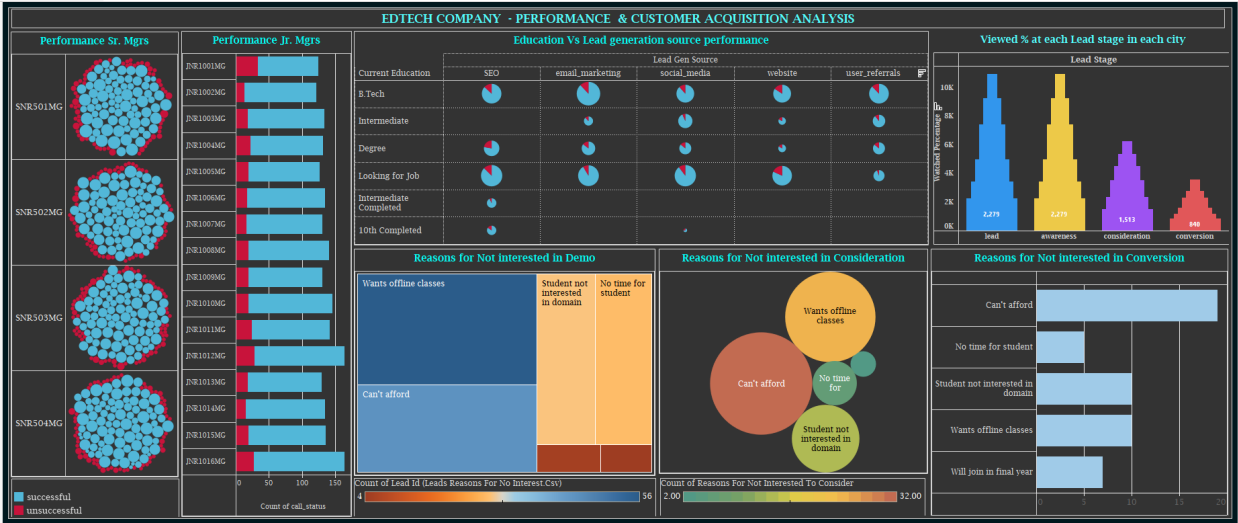 EDTECH COMPANY - PERFORMANCE & CUSTOMER ACQUISITION ANALYSIS
Performance Sr. Mgrs
SNR501MG
SNR502MG
SNR503MG
SNR504MG
successful
unsuccessful
Performance Jr. Mgrs
JNR1001MG
JNR1002MG
JNR1003MG
JNR1004MG
JNR1005MG
JNR1006MG
JNR1007MG
JNR1008MG
JNR1009MG
JNR1010MG
JNR1011MG
JNR1012MG
JNR1013MG
JNR1014MG
JNR1015MG
JNR1016MG
0 50 100 150
Count of call_status
Education Vs Lead generation source performance
Lead Gen Source
Current Education SEO email_marketing social_media website user_referrals
B.Tech
Intermediate
Degree
Looking for Job
Intermediate
Completed
10th Completed
Viewed % at each Lead stage in each city
Lead Stage
Watched Percentage
10K
8K
6K
4K
2K
0K
2,279 2,279 1,513 840
lead awareness consideration conversion
Reasons for Not interested in Demo
Wants offline classes
Can't afford
Student not
interested
in domain
No time for
student
Count of Lead Id (Leads Reasons For No Interest.Csv)
4 56
Reasons for Not interested in Consideration
Wants offline
classes
Can't afford
No time
for
Student not
interested in
domain
Count of Reasons For Not Interested To Consider
2.00 32.00
Reasons for Not interested in Conversion
Can't afford
No time for student
Student not interested in
domain
Wants offline classes
Will join in final year
0 5 10 15 20